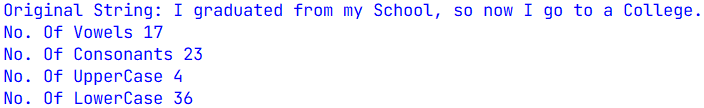 Original String: I graduated from my School, so now I go to a College.
No. Of Vowels 17
No. Of Consonants 23
No. Of UpperCase 4
No. Of LowerCase 36